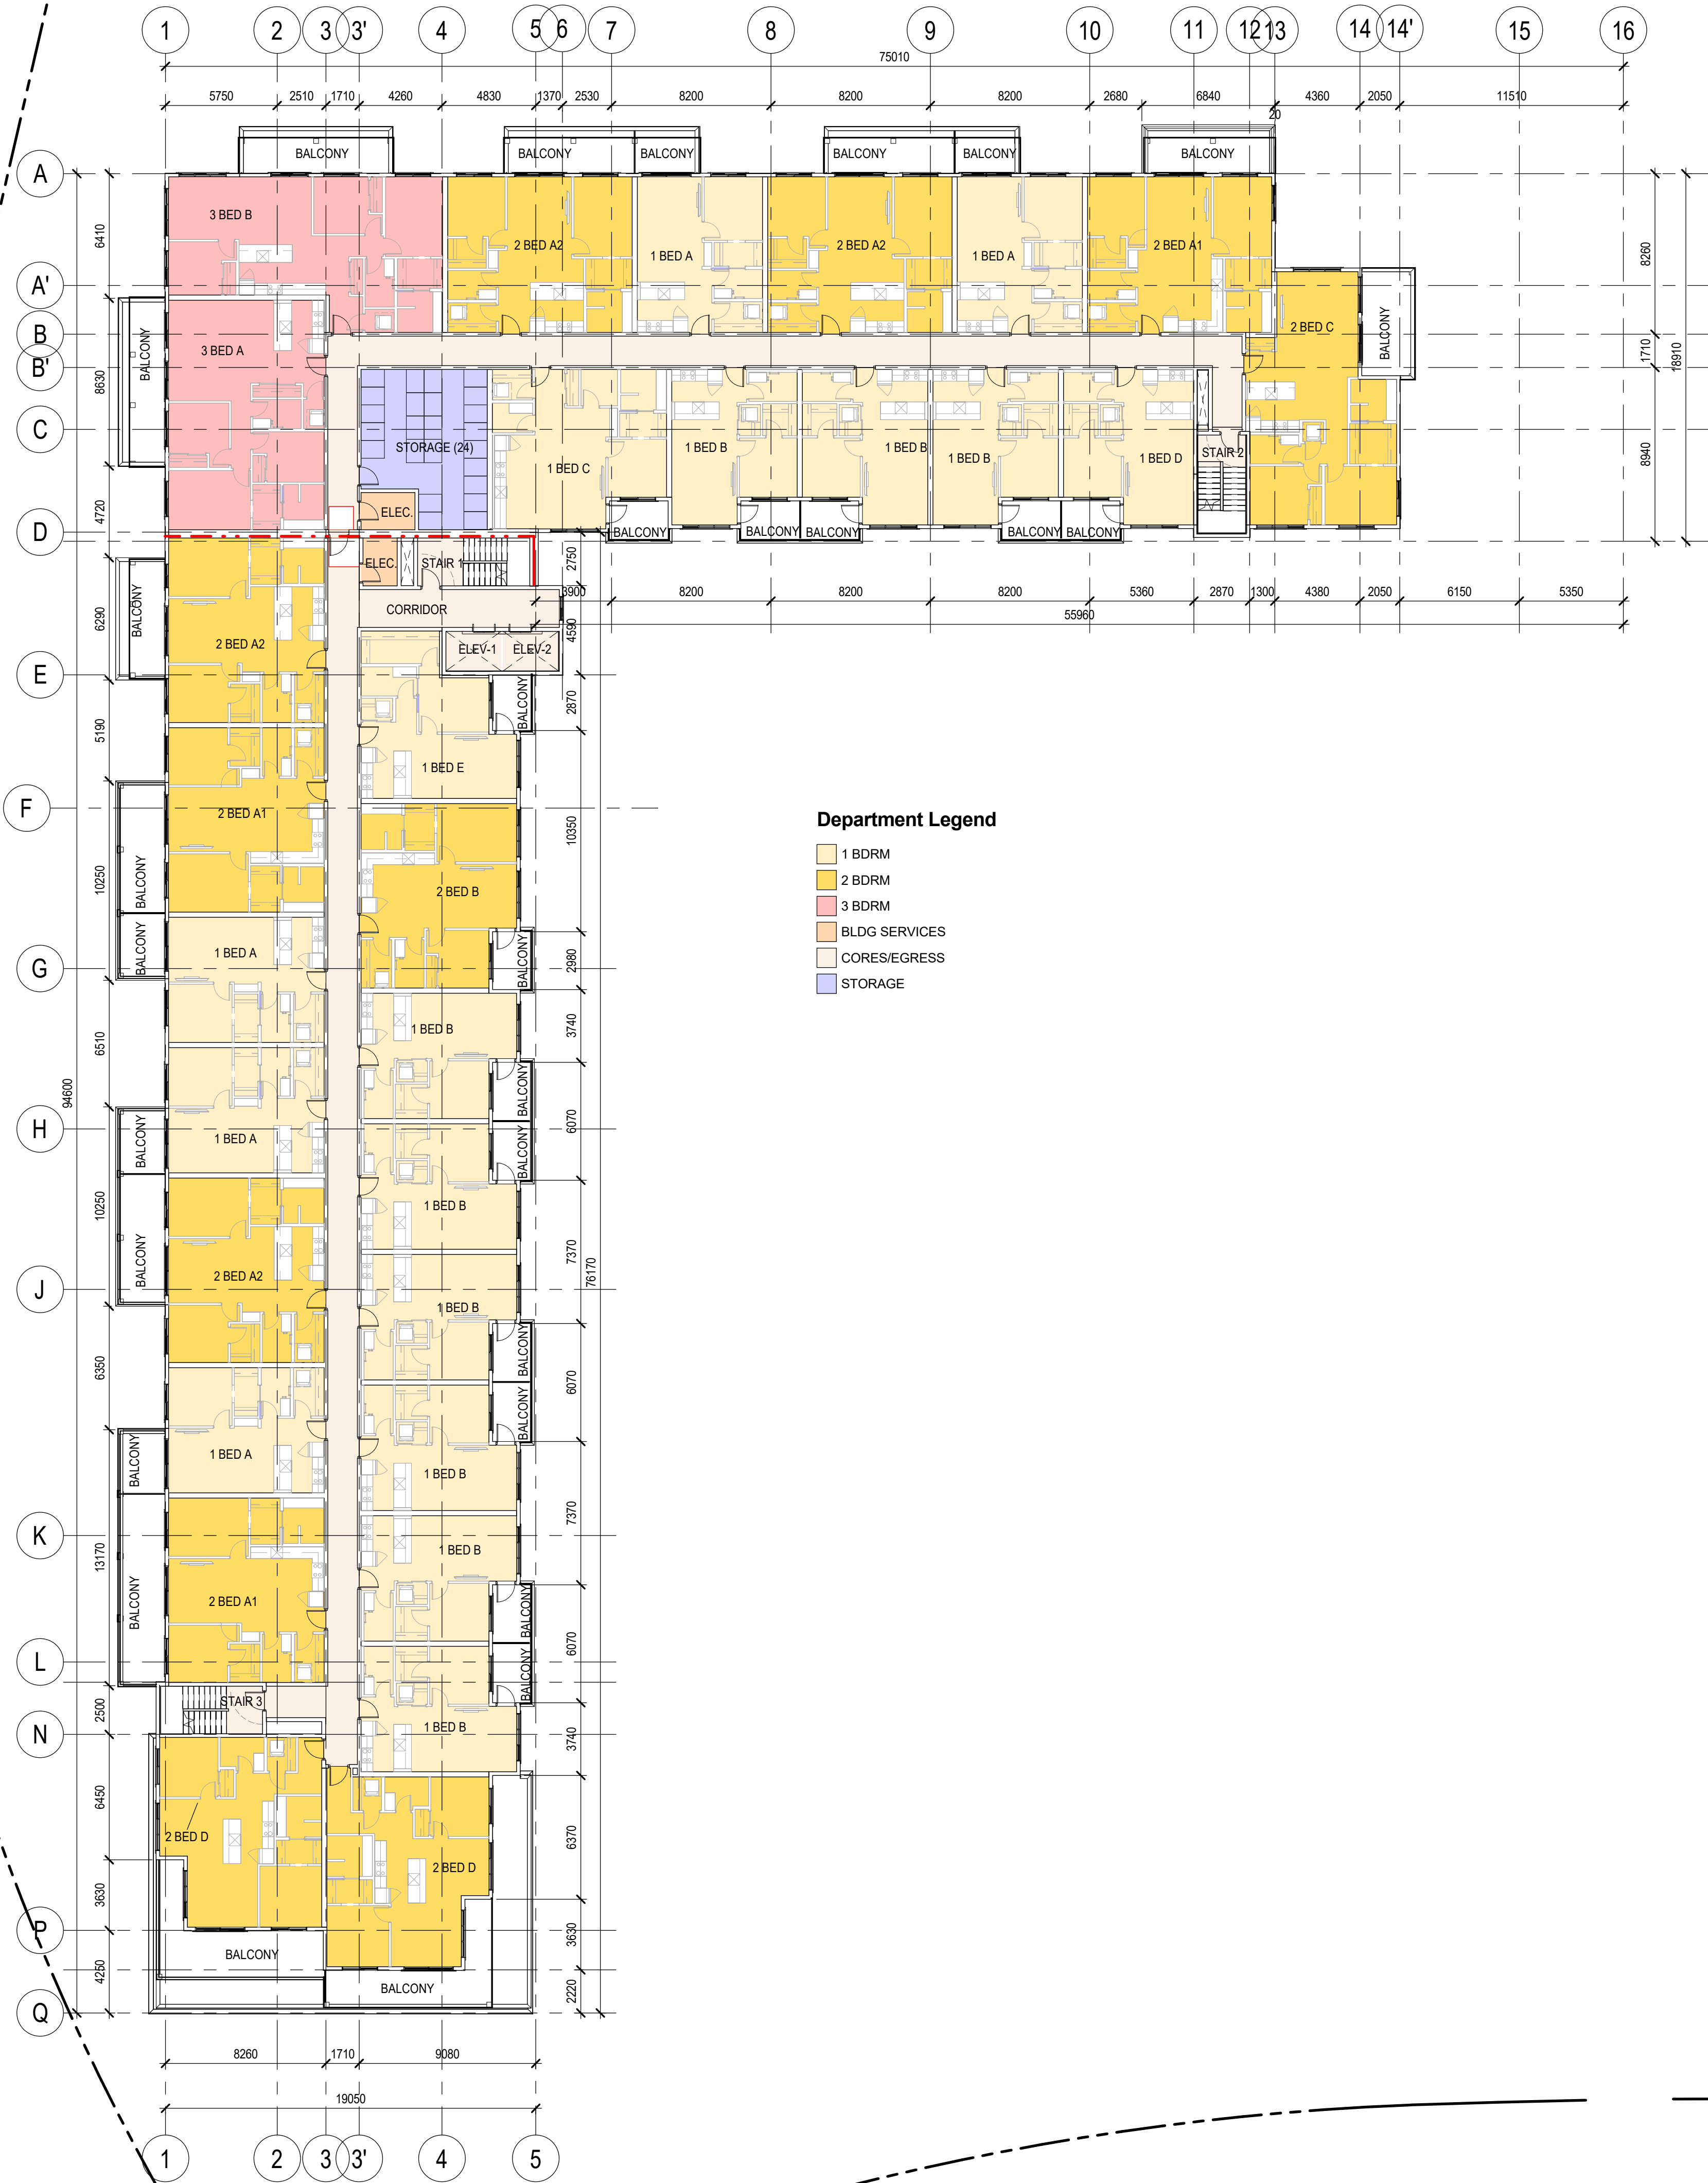 1 2 3 3' 4 5 6 7 8 9 10 11 12 13 14 14' 15 16
75010
5750 2510 1710 4260 4830 1370 2530 8200 8200 8200 2680 6840 4360 2050 11510
20
BALCONY BALCONY BALCONY BALCONY BALCONY BALCONY
A
3 BED B
2 BED A2
1 BED A
2 BED A2
1 BED A
2 BED A1
6410
8260
A'
B
B'
C
D
BALCONY
3 BED A
8630
2 BED C
BALCONY
1710
18910
STORAGE (24)
1 BED C
1 BED B
1 BED B
1 BED B
1 BED D
STAIR 2
8940
4720
ELEC.
BALCONY BALCONY BALCONY BALCONY BALCONY
ELEC.
STAIR 1
2750
CORRIDOR
3900 8200 8200 8200 5360 2870 1300 4380 2050 6150 5350
55960
BALCONY
6290
2 BED A2
ELEV-1 ELEV-2
4590
E
BALCONY
2870
5190
1 BED E
F
2 BED A1
BALCONY
10250
10350
2 BED B
Department Legend
1 BDRM
2 BDRM
3 BDRM
BLDG SERVICES
CORES/EGRESS
STORAGE
BALCONY
1 BED A
G
BALCONY
2980
1 BED B
3740
6510
94600
BALCONY
H
BALCONY
1 BED A
BALCONY
6070
10250
1 BED B
BALCONY
2 BED A2
7370
76170
J
1 BED B
BALCONY
6350
6070
BALCONY
BALCONY
1 BED A
1 BED B
7370
K
13170
1 BED B
BALCONY
2 BED A1
BALCONY
6070
L
BALCONY
2500
STAIR 3
1 BED B
3740
N
6450
2 BED D
2 BED D
6370
3630
P
3630
BALCONY
4250
BALCONY
2220
Q
8260 1710 9080
19050
1 2 3 3' 4 5